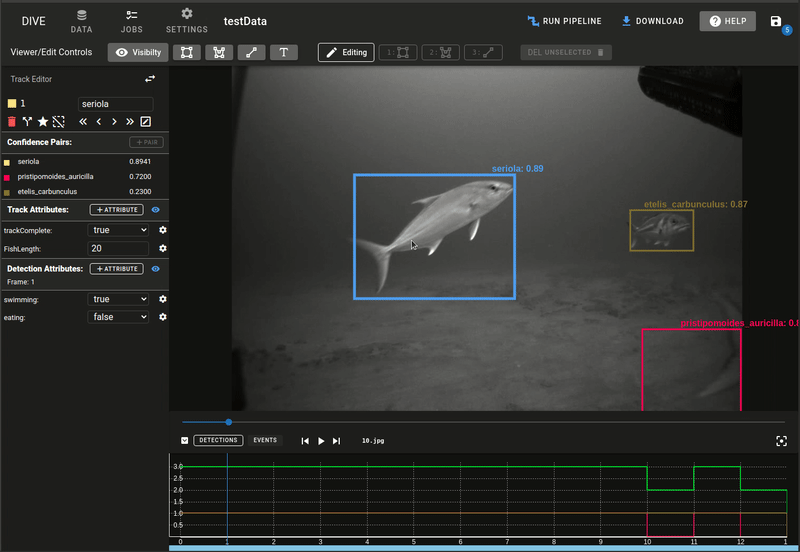 DIVE DATA JOBS SETTINGS testData RUN PIPELINE DOWNLOAD HELP 5
Viewer/Edit Controls Visibilty T Editing 1: 2: 3: DEL UNSELECTED
Track Editor
1 seriola
Confidence Pairs: + PAIR
seriola 0.8941
pristipomoides_auricilla 0.7200
etelis_carbunculus 0.2300
Track Attributes: + ATTRIBUTE
trackComplete: true
FishLength: 20
Detection Attributes: + ATTRIBUTE
Frame: 1
swimming: true
eating: false
seriola: 0.89
etelis_carbunculus: 0.87
pristipomoides_auricilla: 0.8
DETECTIONS EVENTS 10.jpg
3.0
2.5
2.0
1.5
1.0
0.5
0 1 2 3 4 5 6 7 8 9 10 11 12 1